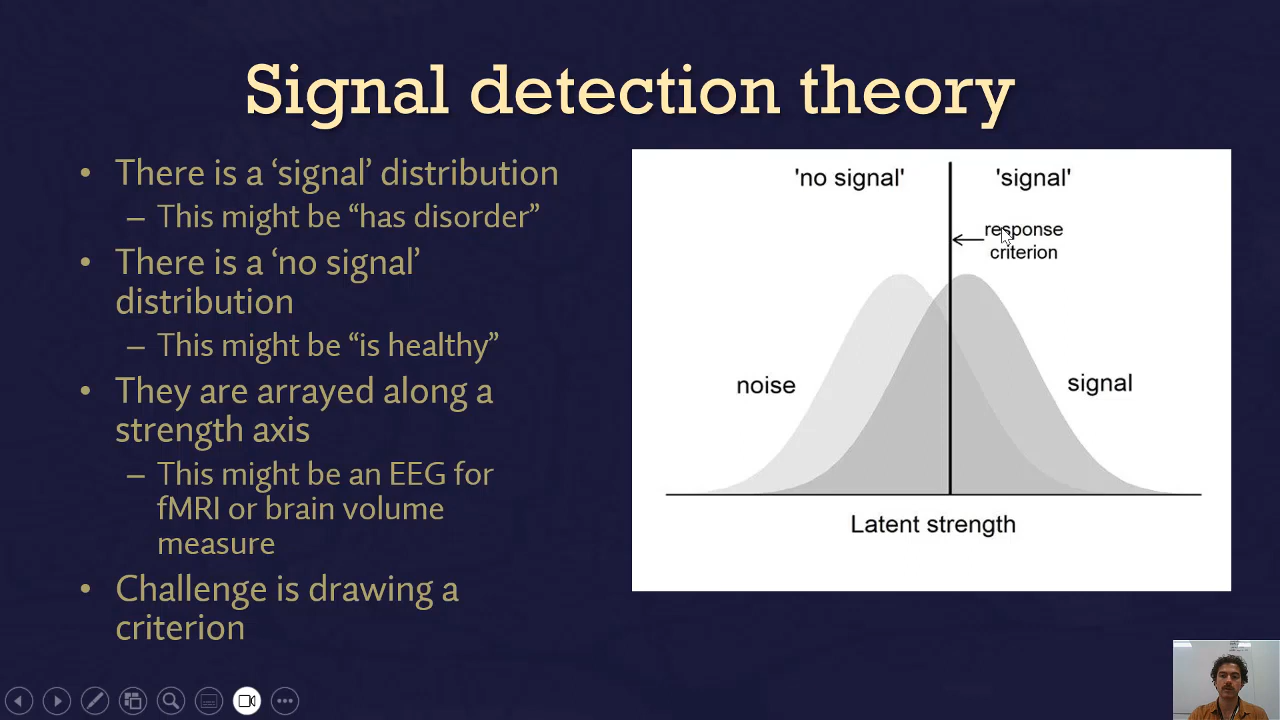 Signal detection theory
• There is a ‘signal’ distribution
– This might be “has disorder”
• There is a ‘no signal’
distribution
– This might be “is healthy”
• They are arrayed along a
strength axis
– This might be an EEG for
fMRI or brain volume
measure
• Challenge is drawing a
criterion
'no signal'
'signal'
response
criterion
noise
signal
Latent strength